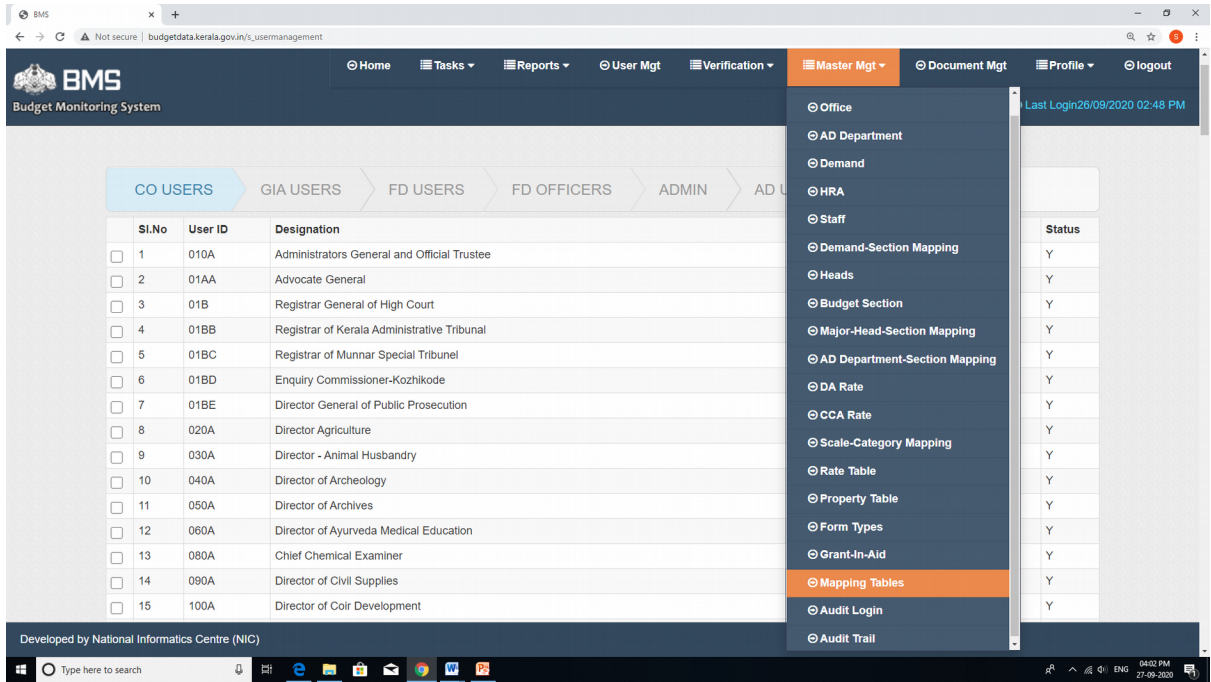 BMS
Not secure | budgetdata.kerala.gov.in/s_usermanagement
S
BMS
Budget Monitoring System
Home Tasks Reports User Mgt Verification Master Mgt Document Mgt Profile logout
Last Login26/09/2020 02:48 PM
CO USERS GIA USERS FD USERS FD OFFICERS ADMIN AD U
Office
AD Department
Demand
HRA
Staff
Demand-Section Mapping
Heads
Budget Section
Major-Head-Section Mapping
AD Department-Section Mapping
DA Rate
CCA Rate
Scale-Category Mapping
Rate Table
Property Table
Form Types
Grant-In-Aid
Mapping Tables
Audit Login
Audit Trail
Sl.No User ID Designation Status
1 010A Administrators General and Official Trustee Y
2 01AA Advocate General Y
3 01B Registrar General of High Court Y
4 01BB Registrar of Kerala Administrative Tribunal Y
5 01BC Registrar of Munnar Special Tribunel Y
6 01BD Enquiry Commissioner-Kozhikode Y
7 01BE Director General of Public Prosecution Y
8 020A Director Agriculture Y
9 030A Director - Animal Husbandry Y
10 040A Director of Archeology Y
11 050A Director of Archives Y
12 060A Director of Ayurveda Medical Education Y
13 080A Chief Chemical Examiner Y
14 090A Director of Civil Supplies Y
15 100A Director of Coir Development Y
Developed by National Informatics Centre (NIC)
Type here to search
ENG
04:02 PM
27-09-2020